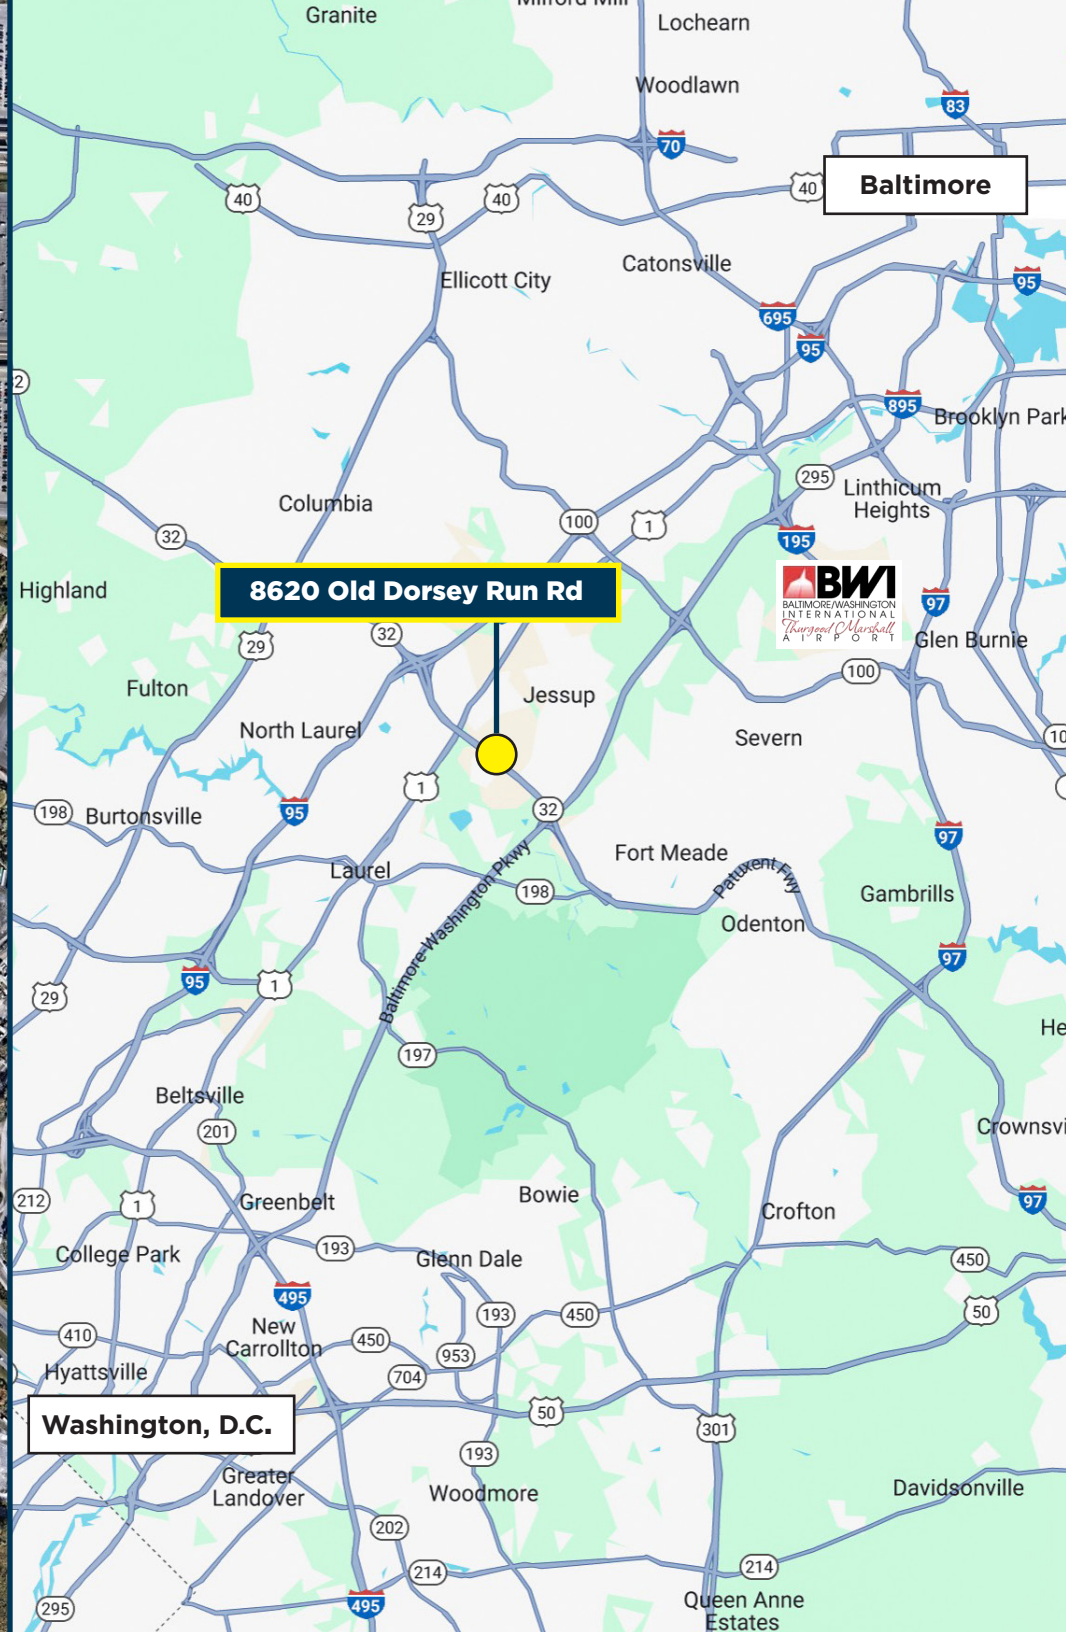 Granite
Lochearn
Woodlawn
83
70
40
40
29
40
Baltimore
Ellicott City
Catonsville
95
695
95
895
Brooklyn Park
295
Linthicum
Heights
Columbia
100
1
32
195
Highland
8620 Old Dorsey Run Rd
BWI
BALTIMORE/WASHINGTON
INTERNATIONAL
Thurgood Marshall
AIRPORT
97
Glen Burnie
32
29
100
Fulton
Jessup
North Laurel
Severn
1
198
Burtonsville
95
32
97
Fort Meade
Laurel
Baltimore-Washington Pkwy
198
Patuxent Fwy
Gambrills
Odenton
95
1
97
29
197
Beltsville
201
Bowie
212
1
Greenbelt
Crofton
97
College Park
193
Glenn Dale
450
495
193
450
50
410
New
Carrollton
450
953
Hyattsville
704
Washington, D.C.
50
301
193
Greater
Landover
Woodmore
Davidsonville
202
214
214
495
295
Queen Anne
Estates